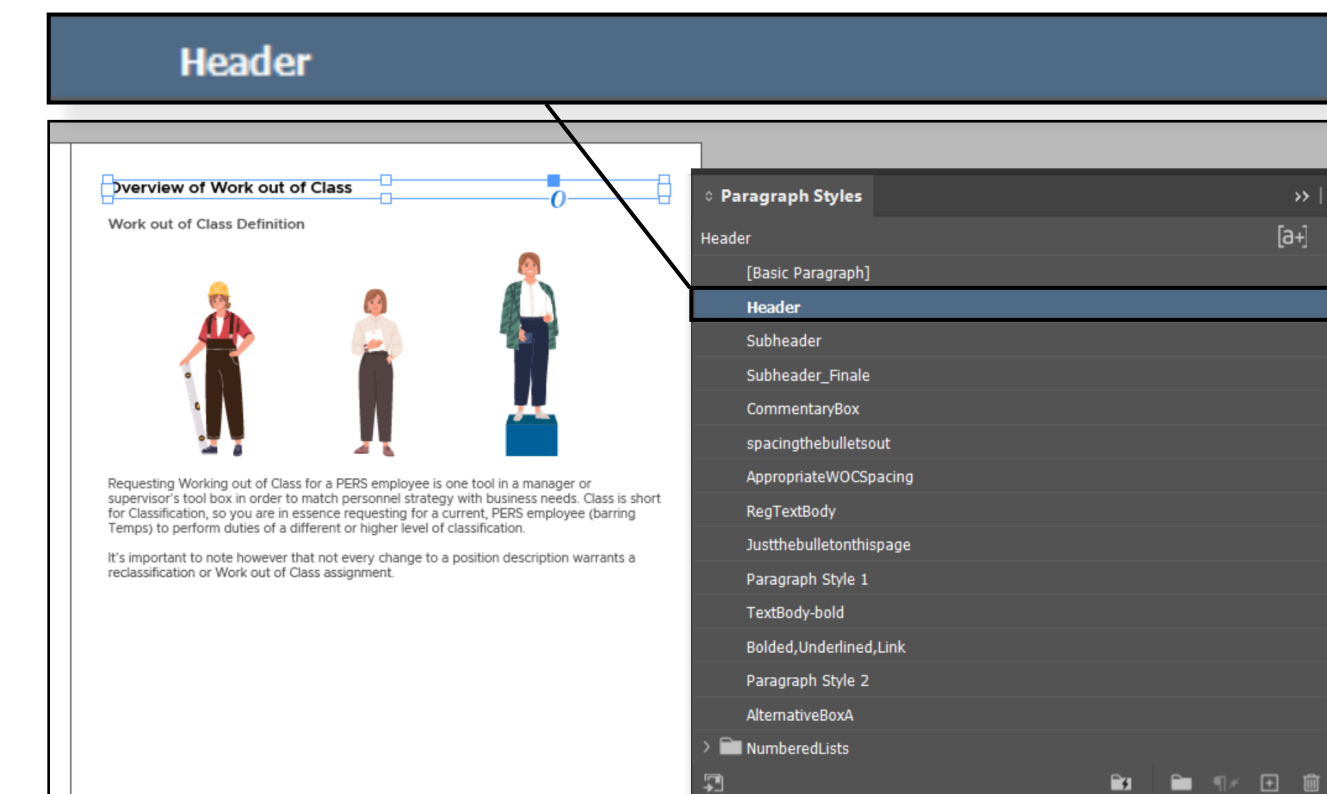 Header
Overview of Work out of Class
Work out of Class Definition
Requesting Working out of Class for a PERS employee is one tool in a manager or
supervisor's tool box in order to match personnel strategy with business needs. Class is short
for Classification, so you are in essence requesting for a current, PERS employee (barring
Temps) to perform duties of a different or higher level of classification.
It's important to note however that not every change to a position description warrants a
reclassification or Work out of Class assignment.
Paragraph Styles
Header
[a+]
[Basic Paragraph]
Header
Subheader
Subheader_Finale
CommentaryBox
spacingthebulletsout
AppropriateWOCSpacing
RegTextBody
Justthebulletonthispage
Paragraph Style 1
TextBody-bold
Bolded,Underlined,Link
Paragraph Style 2
AlternativeBoxA
NumberedLists